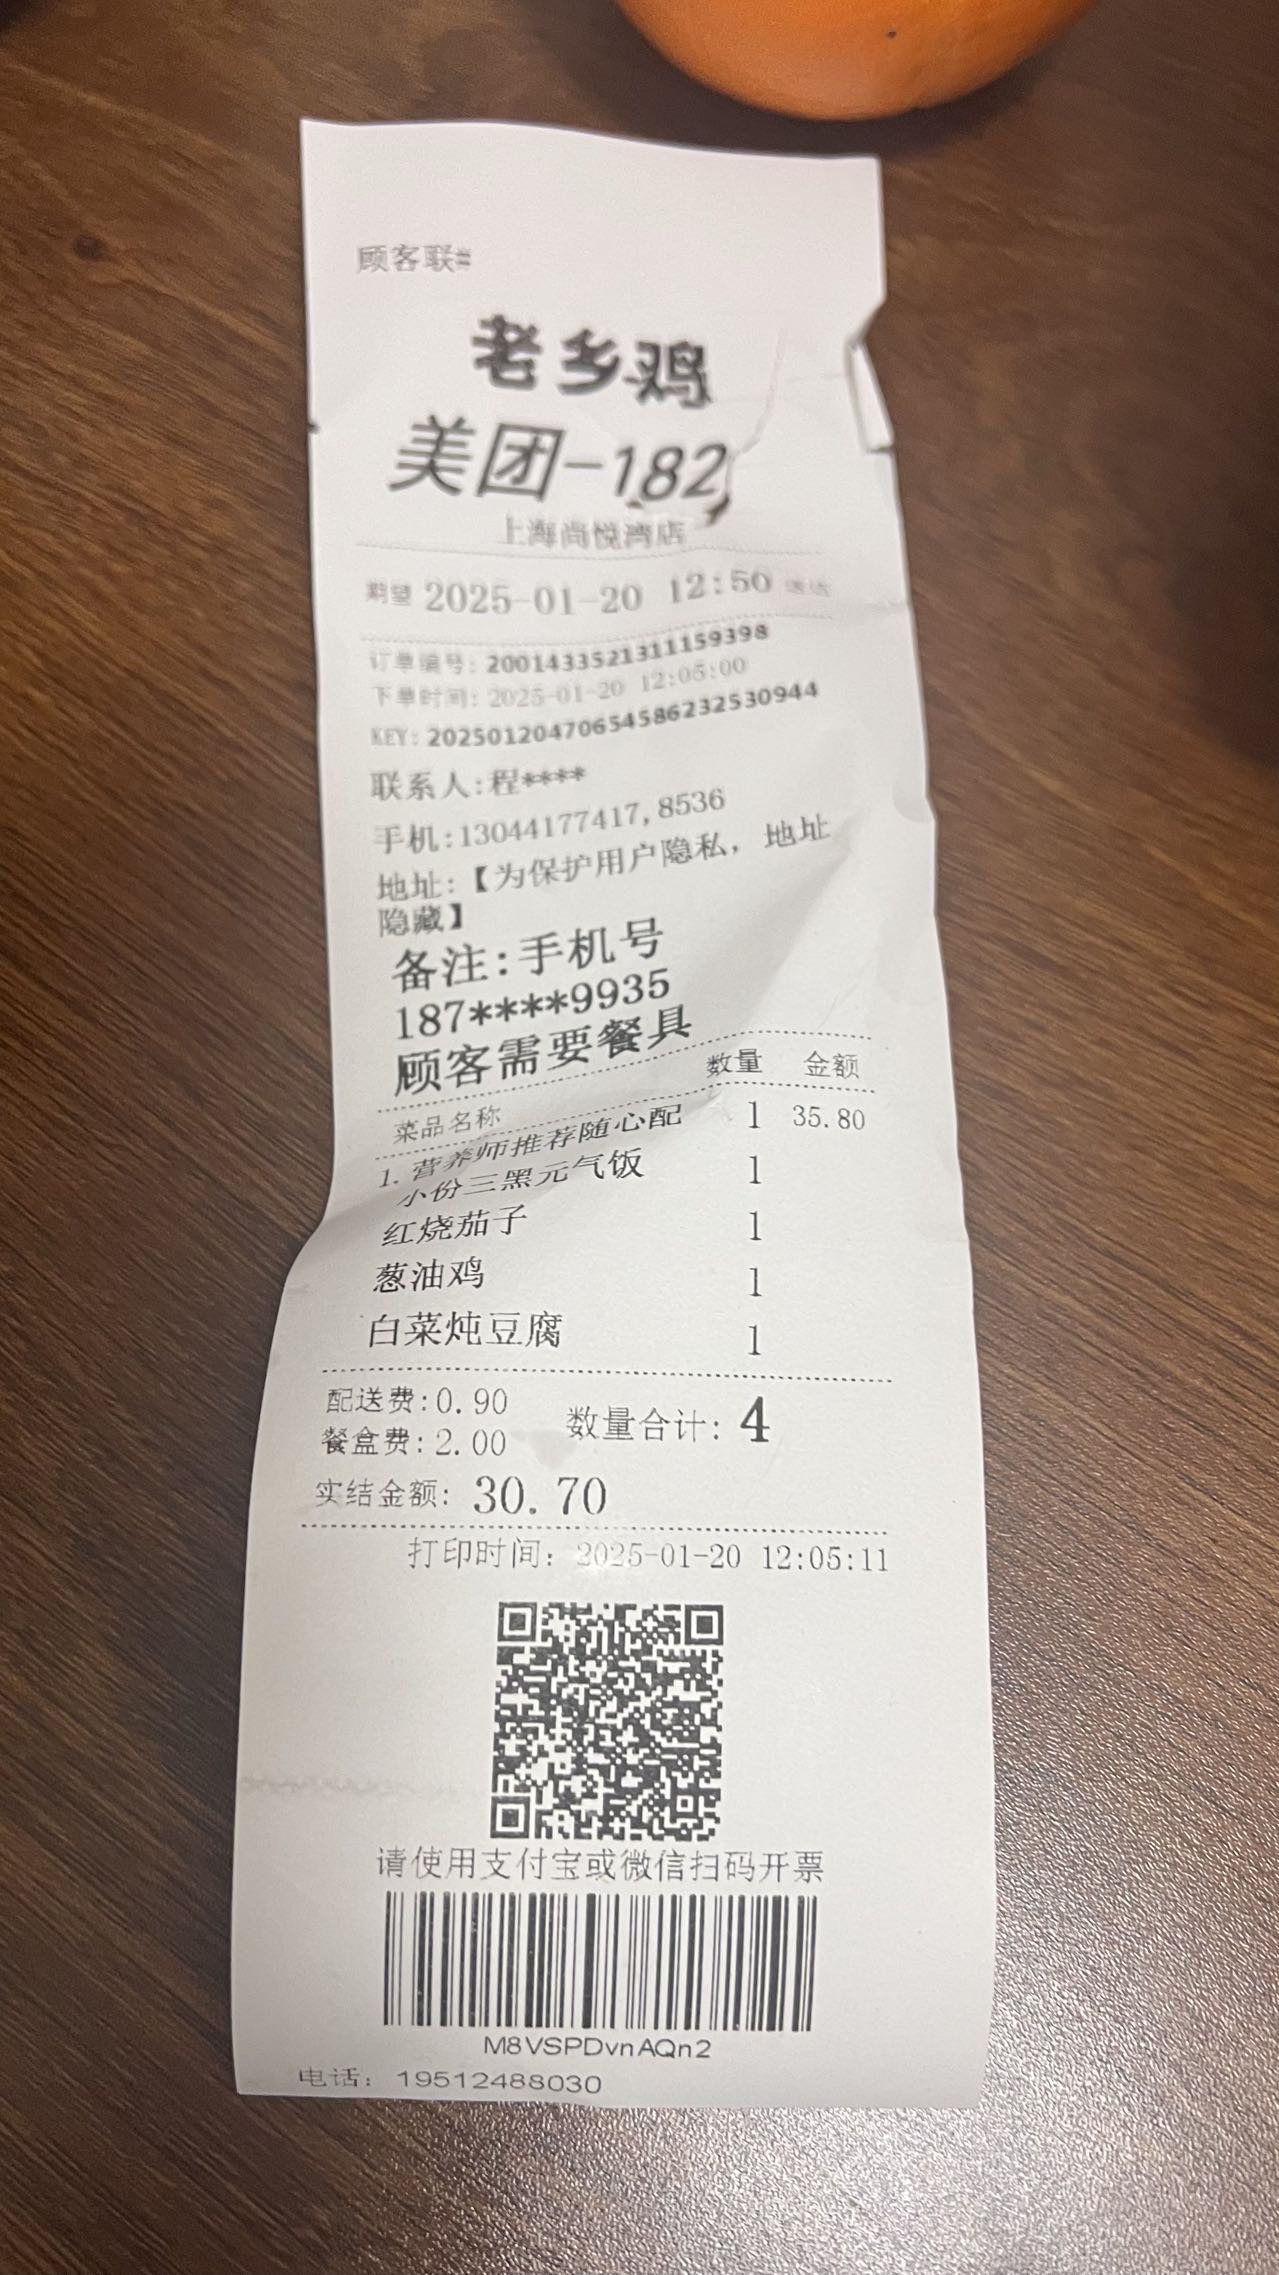 顾客联#
老乡鸡
美团-182
上海尚悦湾店
期望 2025-01-20 12:50 送达
订单编号: 2001433521311159398
下单时间: 2025-01-20 12:05:00
KEY: 202501204706545862325309​44
联系人:程****
手机:13044177417,8536
地址:【为保护用户隐私，地址
隐藏】
备注:手机号
187****9935
顾客需要餐具
菜品名称 数量 金额
1. 营养师推荐随心配 1 35.80
小份三黑元气饭 1
红烧茄子 1
葱油鸡 1
白菜炖豆腐 1
配送费:0.90
餐盒费:2.00 数量合计: 4
实结金额: 30.70
打印时间: 2025-01-20 12:05:11
请使用支付宝或微信扫码开票
M8VSPDvnAQn2
电话: 19512488030